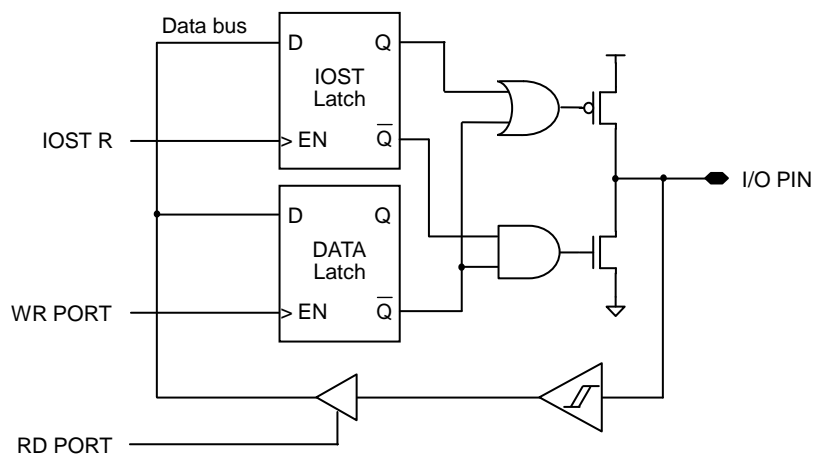 Data bus
D
Q
IOST
Latch
IOST R
> EN
Q̅
I/O PIN
D
Q
DATA
Latch
WR PORT
> EN
Q̅
RD PORT